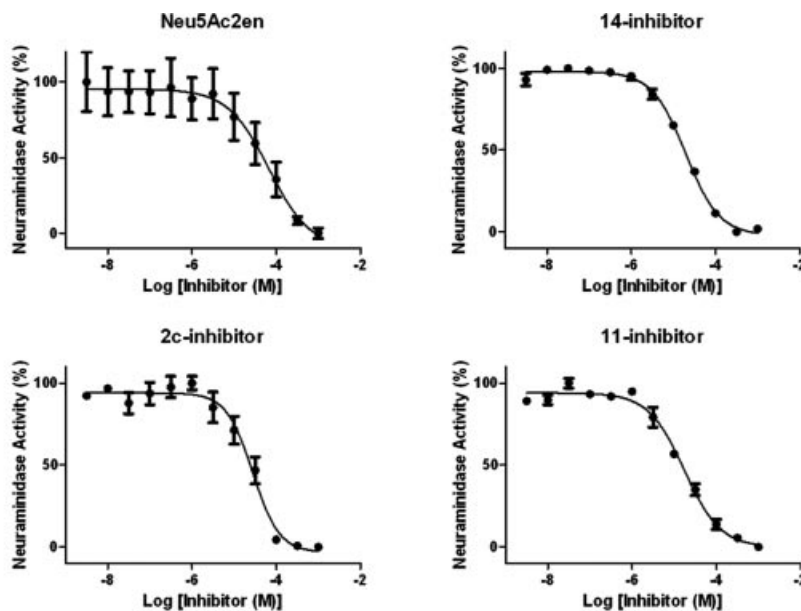 Neu5Ac2en
Neuraminidase Activity (%)
100
50
0
-8
-6
-4
-2
Log [Inhibitor (M)]
14-inhibitor
Neuraminidase Activity (%)
100
50
0
-8
-6
-4
-2
Log [Inhibitor (M)]
2c-inhibitor
Neuraminidase Activity (%)
100
50
0
-8
-6
-4
-2
Log [Inhibitor (M)]
11-inhibitor
Neuraminidase Activity (%)
100
50
0
-8
-6
-4
-2
Log [Inhibitor (M)]